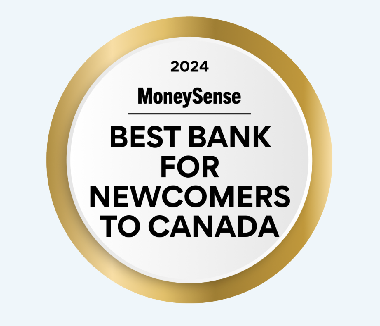 2024
MoneySense
BEST BANK
FOR
NEWCOMERS
TO CANADA